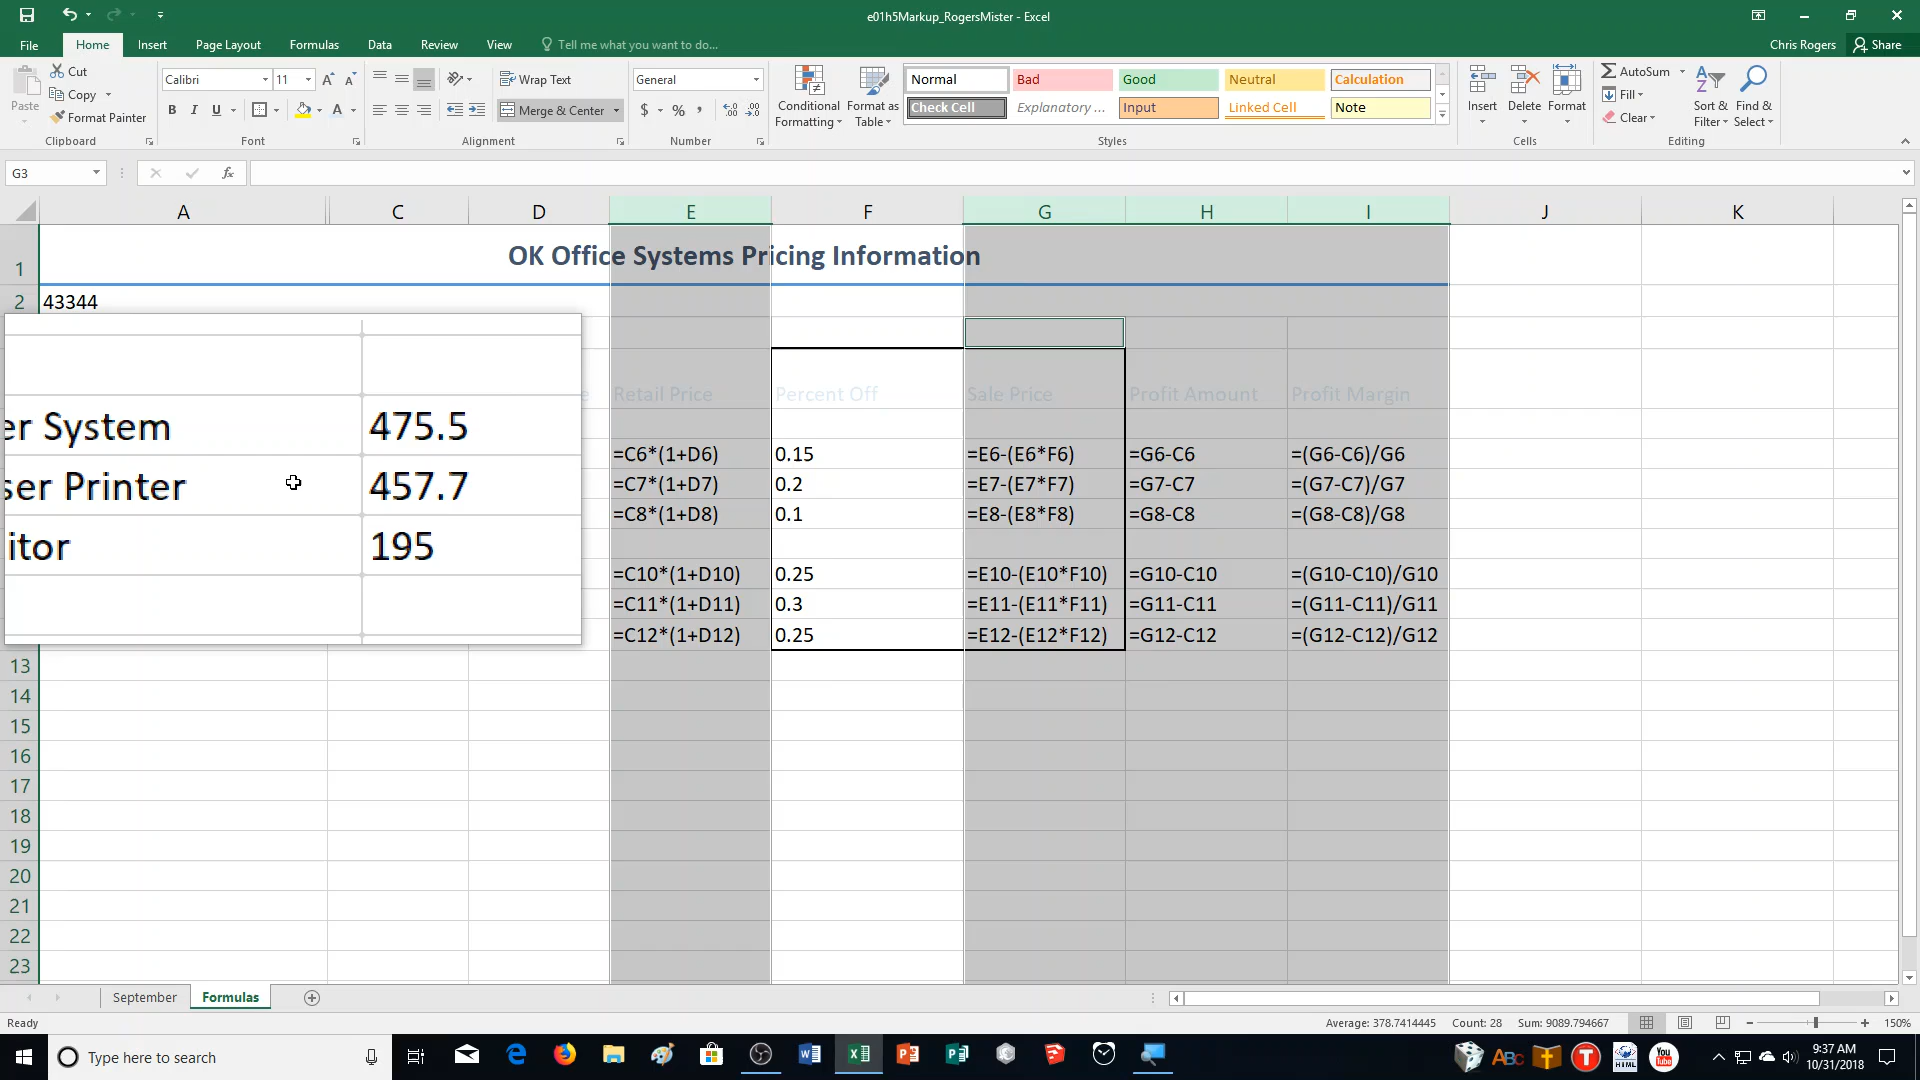 e01h5Markup_RogersMister - Excel
File Home Insert Page Layout Formulas Data Review View Tell me what you want to do... Chris Rogers Share
Paste Cut Calibri 11 Wrap Text General Conditional Formatting Format as Table Normal Bad Good Neutral Calculation Insert Delete Format AutoSum Sort & Filter Find & Select
Copy Fill
Format Painter B I U A Merge & Center $ % , Check Cell Explanatory ... Input Linked Cell Note Clear
Clipboard Font Alignment Number Styles Cells Editing
G3 fx
A C D E F G H I J K
1 OK Office Systems Pricing Information
2 43344
e Retail Price Percent Off Sale Price Profit Amount Profit Margin
er System 475.5
ser Printer 457.7
itor 195
=C6*(1+D6) 0.15 =E6-(E6*F6) =G6-C6 =(G6-C6)/G6
=C7*(1+D7) 0.2 =E7-(E7*F7) =G7-C7 =(G7-C7)/G7
=C8*(1+D8) 0.1 =E8-(E8*F8) =G8-C8 =(G8-C8)/G8
=C10*(1+D10) 0.25 =E10-(E10*F10) =G10-C10 =(G10-C10)/G10
=C11*(1+D11) 0.3 =E11-(E11*F11) =G11-C11 =(G11-C11)/G11
=C12*(1+D12) 0.25 =E12-(E12*F12) =G12-C12 =(G12-C12)/G12
13
14
15
16
17
18
19
20
21
22
23
September Formulas
Ready Average: 378.7414445 Count: 28 Sum: 9089.794667 150%
Type here to search ABC T HTML You Tube 9:37 AM
10/31/2018